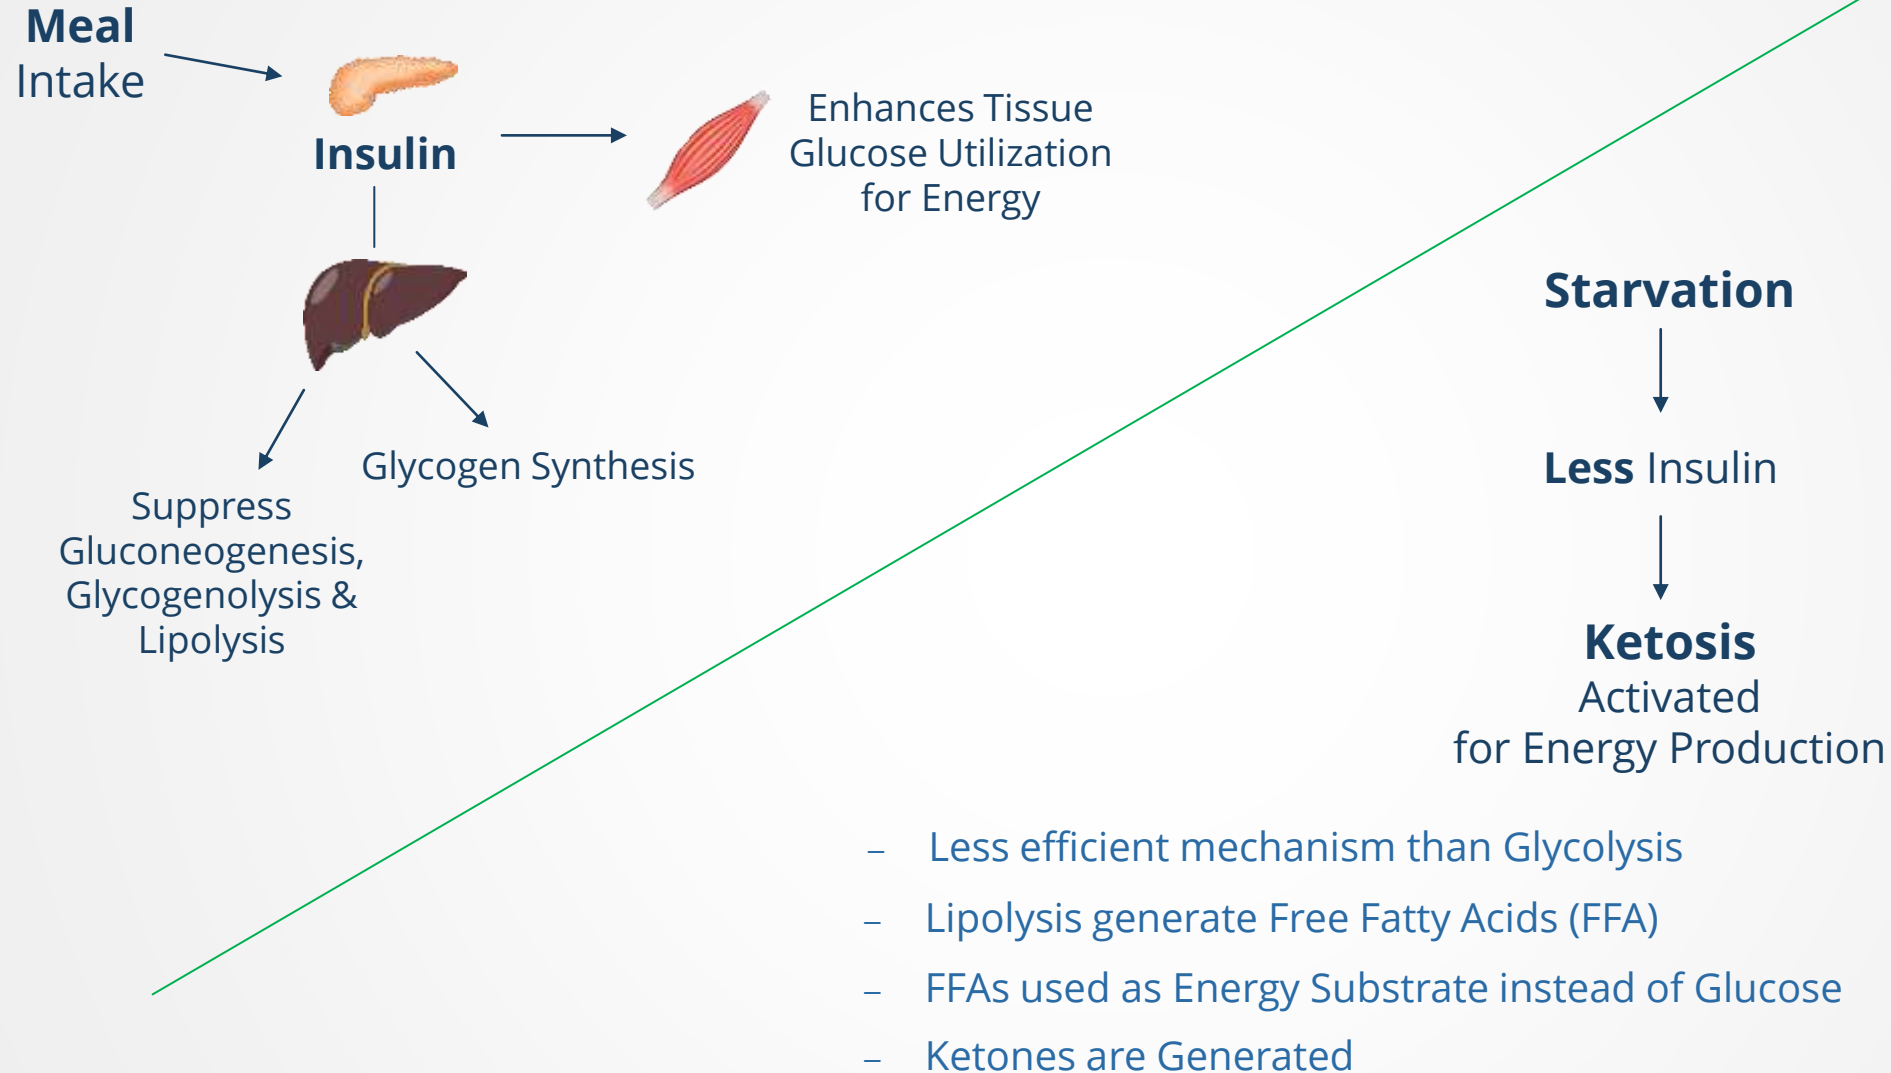 Meal
Intake
Insulin
Enhances Tissue
Glucose Utilization
for Energy
Glycogen Synthesis
Suppress
Gluconeogenesis,
Glycogenolysis &
Lipolysis
Starvation
Less Insulin
Ketosis
Activated
for Energy Production
– Less efficient mechanism than Glycolysis
– Lipolysis generate Free Fatty Acids (FFA)
– FFAs used as Energy Substrate instead of Glucose
– Ketones are Generated